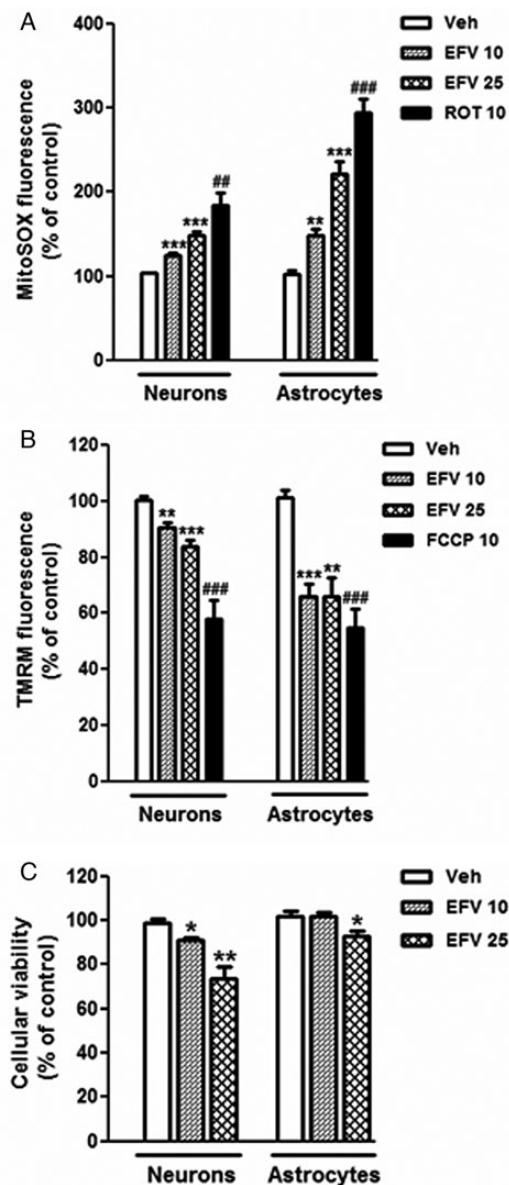 A
Veh
EFV 10
EFV 25
ROT 10
MitoSOX fluorescence
(% of control)
400
300
200
100
0
***
***
##
**
***
###
Neurons
Astrocytes
B
Veh
EFV 10
EFV 25
FCCP 10
TMRM fluorescence
(% of control)
120
100
80
60
40
20
0
**
***
###
***
**
###
Neurons
Astrocytes
C
Veh
EFV 10
EFV 25
Cellular viability
(% of control)
120
100
80
60
40
20
0
*
**
*
Neurons
Astrocytes